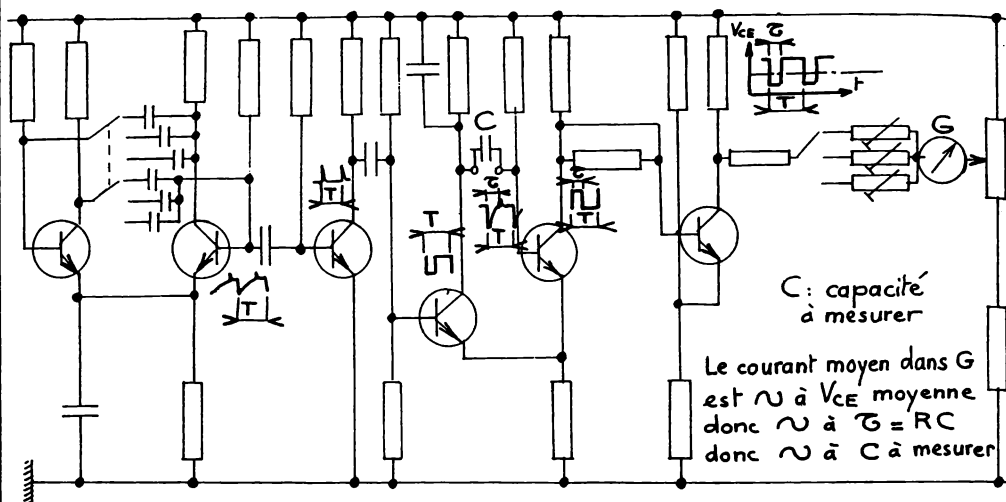 VCE
τ
t
T
G
C
T
τ
τ
T
T
T
T
C : capacité
à mesurer
Le courant moyen dans G
est ∾ à VCE moyenne
donc ∾ à τ = RC
donc ∾ à C à mesurer